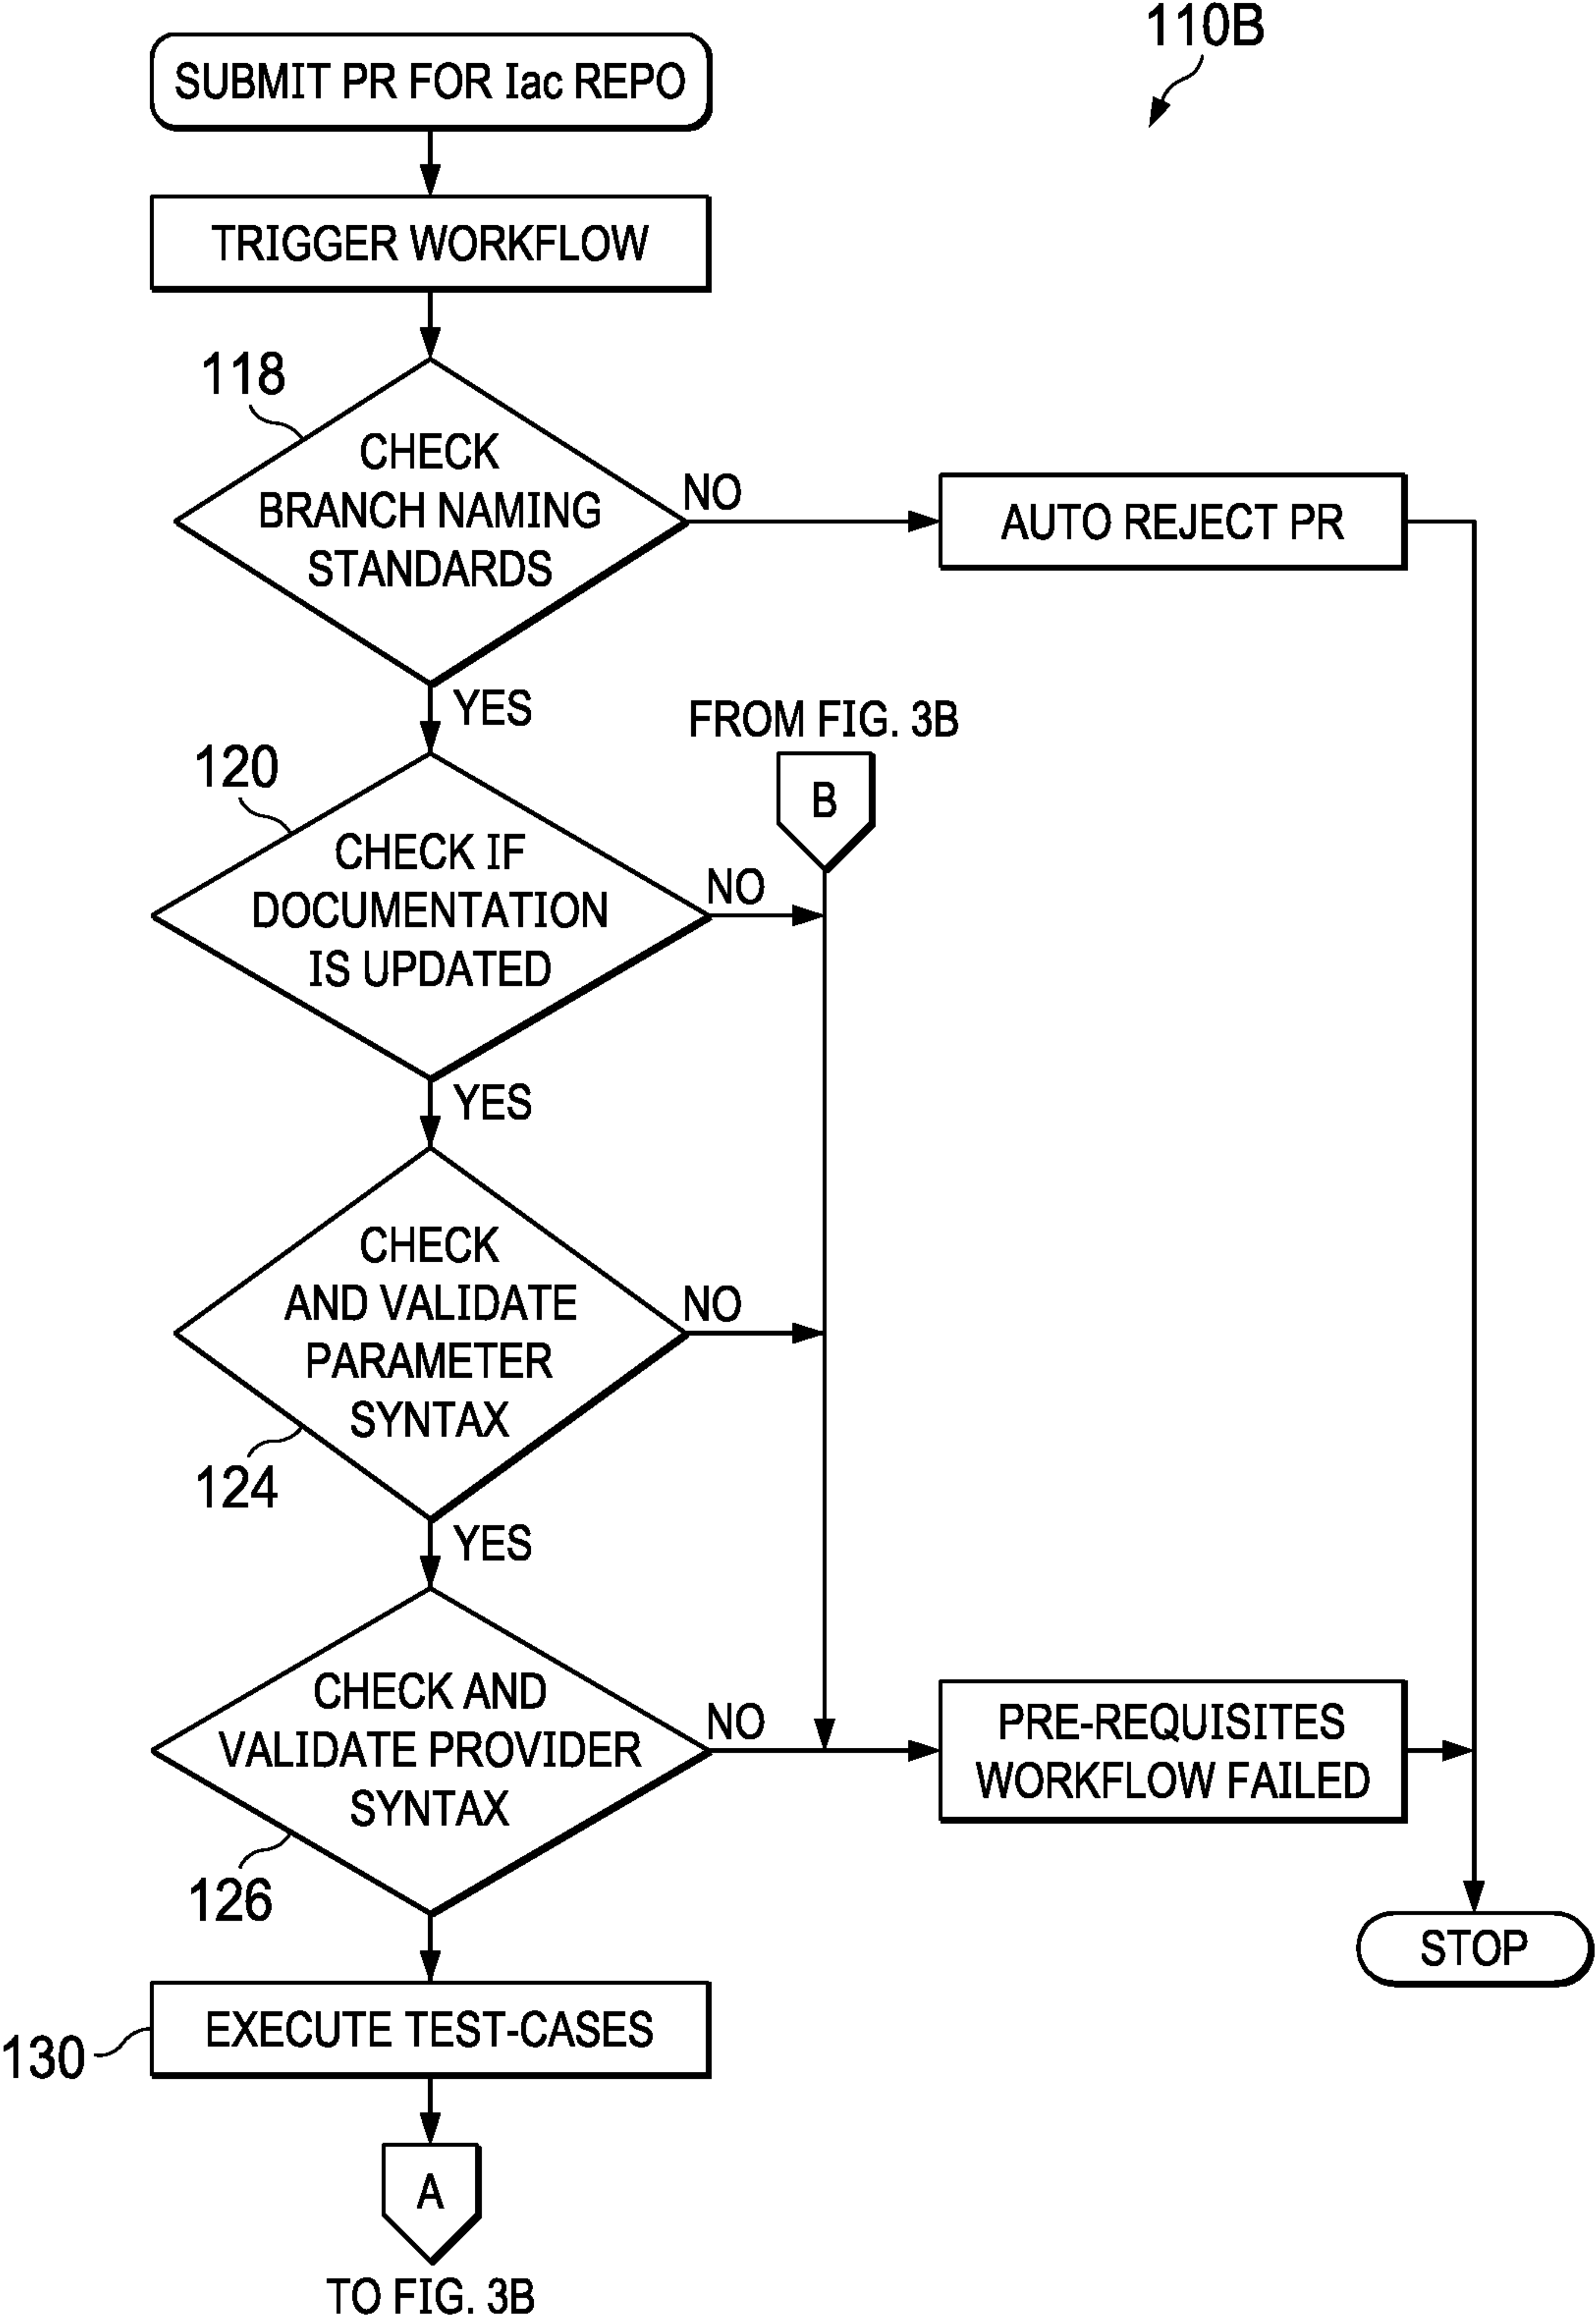 110B
SUBMIT PR FOR Iac REPO
TRIGGER WORKFLOW
118
CHECK
BRANCH NAMING
STANDARDS
NO
AUTO REJECT PR
YES
FROM FIG. 3B
B
120
CHECK IF
DOCUMENTATION
IS UPDATED
NO
YES
CHECK
AND VALIDATE
PARAMETER
SYNTAX
NO
124
YES
CHECK AND
VALIDATE PROVIDER
SYNTAX
NO
PRE-REQUISITES
WORKFLOW FAILED
126
STOP
EXECUTE TEST-CASES
130
A
TO FIG. 3B